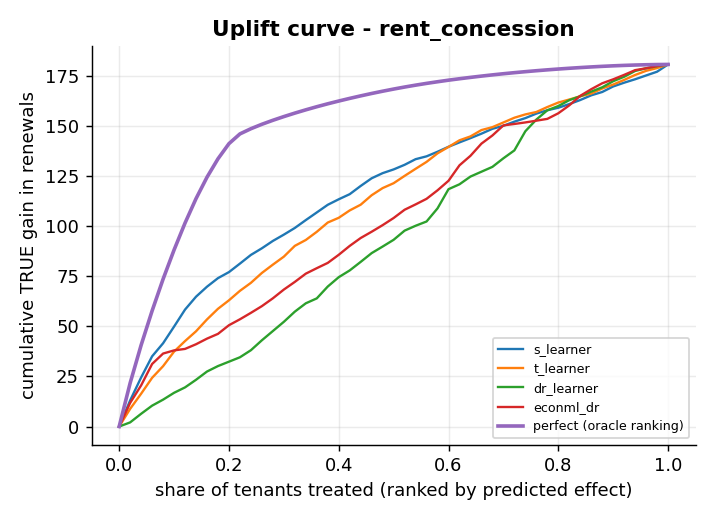 Uplift curve - rent_concession
cumulative TRUE gain in renewals
175
150
125
100
75
50
25
0
0.0
0.2
0.4
0.6
0.8
1.0
share of tenants treated (ranked by predicted effect)
s_learner
t_learner
dr_learner
econml_dr
perfect (oracle ranking)